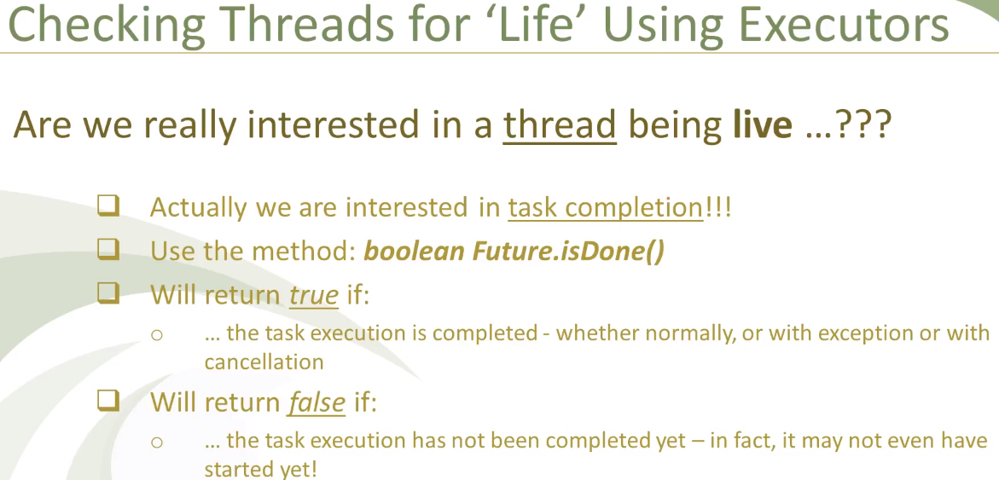 Checking Threads for ‘Life’ Using Executors
Are we really interested in a thread being live ...???
Actually we are interested in task completion!!!
Use the method: boolean Future.isDone()
Will return true if:
... the task execution is completed - whether normally, or with exception or with
cancellation
Will return false if:
... the task execution has not been completed yet – in fact, it may not even have
started yet!